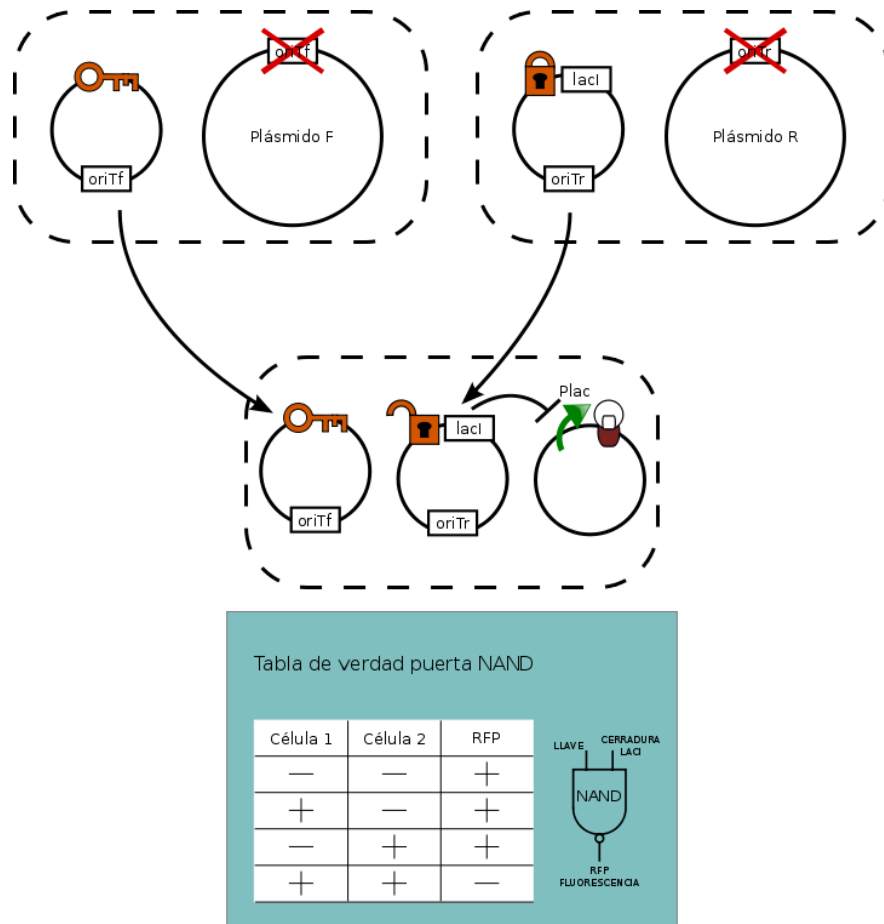 oriTf
oriTf
Plásmido F
oriTr
lacI
oriTr
Plásmido R
Plac
lacI
oriTf
oriTr
Tabla de verdad puerta NAND
Célula 1 Célula 2 RFP
— — +
+ — +
— + +
+ + —
LLAVE
CERRADURA
LACI
NAND
RFP
FLUORESCENCIA